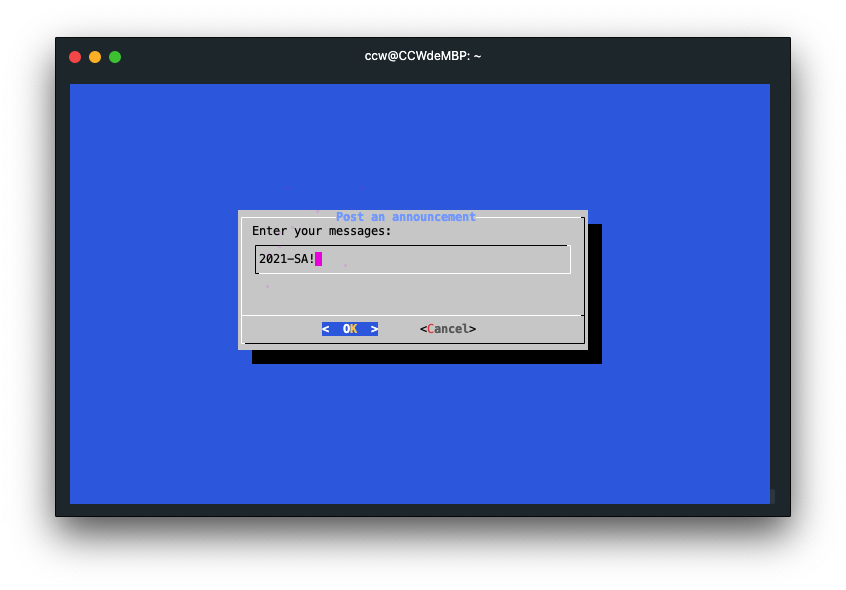 ccw@CCWdeMBP: ~
Post an announcement
Enter your messages:
2021-SA!
< OK > <Cancel>